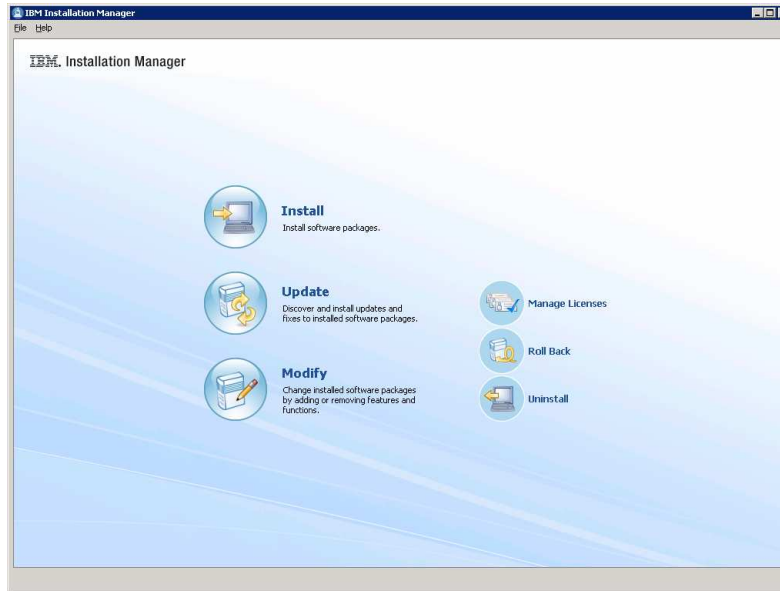 IBM Installation Manager
File Help
IBM. Installation Manager
Install
Install software packages.
Update
Discover and install updates and
fixes to installed software packages.
Modify
Change installed software packages
by adding or removing features and
functions.
Manage Licenses
Roll Back
Uninstall